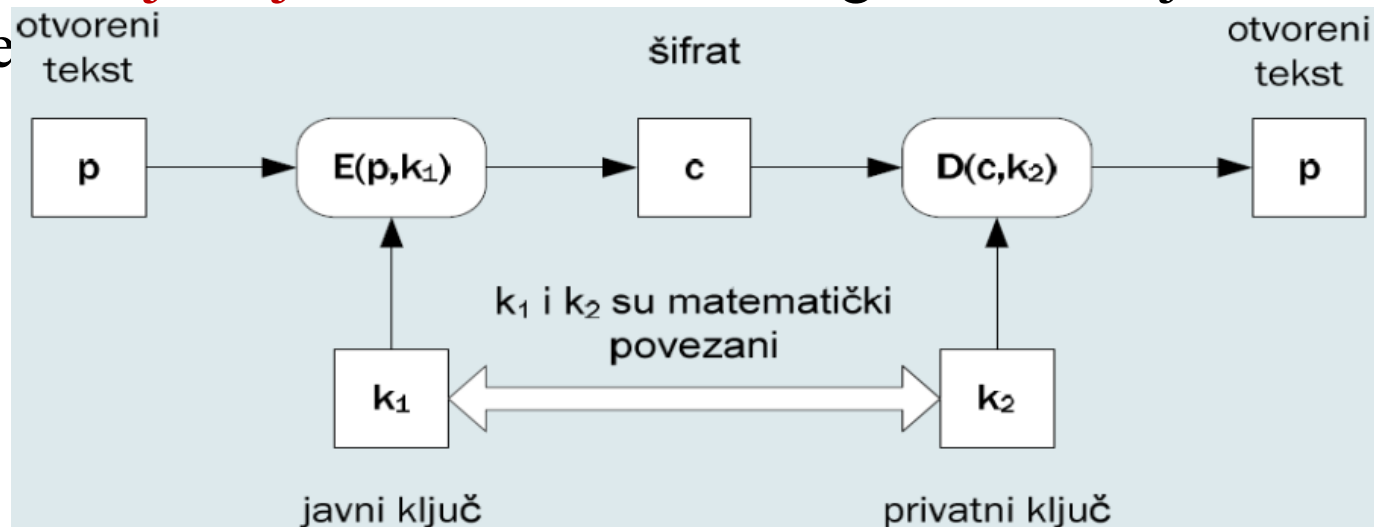 otvoreni
tekst
šifrat
otvoreni
tekst
p
E(p,k₁)
c
D(c,k₂)
p
k₁ i k₂ su matematički
povezani
k₁
k₂
javni ključ
privatni ključ